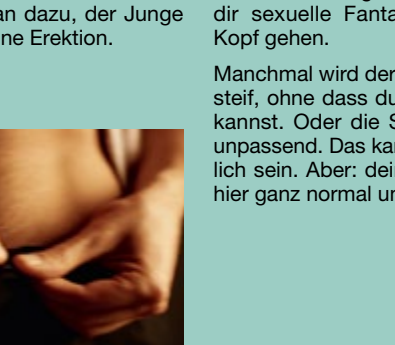 an dazu, der Junge
ne Erektion.
dir sexuelle Fanta
Kopf gehen.
Manchmal wird der
steif, ohne dass du
kannst. Oder die S
unpassend. Das kan
lich sein. Aber: dei
hier ganz normal un